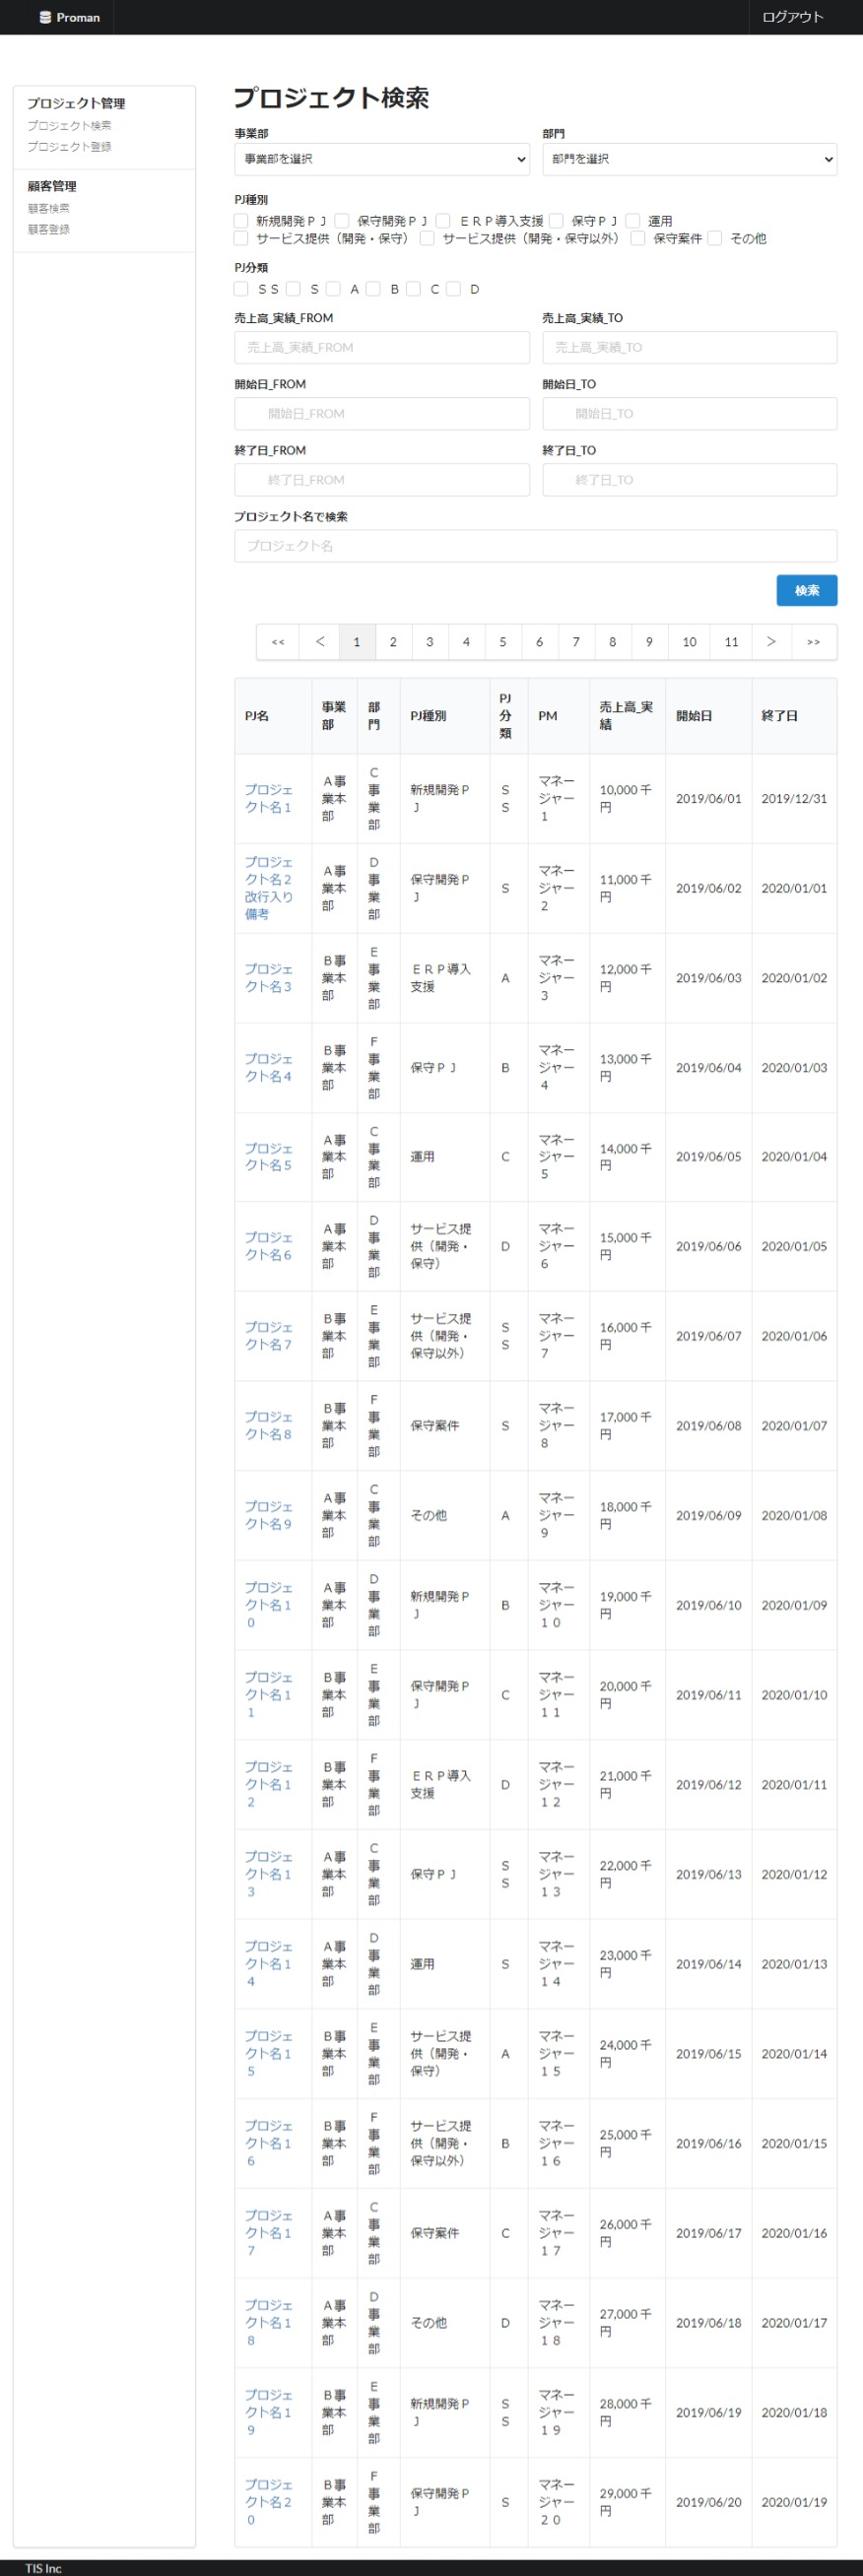 Proman
ログアウト
プロジェクト管理
プロジェクト検索
プロジェクト登録
顧客管理
顧客検索
顧客登録
プロジェクト検索
事業部 部門
事業部を選択 部門を選択
PJ種別
新規開発ＰＪ 保守開発ＰＪ ＥＲＰ導入支援 保守ＰＪ 運用
サービス提供（開発・保守） サービス提供（開発・保守以外） 保守案件 その他
PJ分類
ＳＳ Ｓ Ａ Ｂ Ｃ Ｄ
売上高_実績_FROM 売上高_実績_TO
売上高_実績_FROM 売上高_実績_TO
開始日_FROM 開始日_TO
開始日_FROM 開始日_TO
終了日_FROM 終了日_TO
終了日_FROM 終了日_TO
プロジェクト名で検索
プロジェクト名
検索
<< < 1 2 3 4 5 6 7 8 9 10 11 > >>
PJ名 事業部 部門 PJ種別 PJ分類 PM 売上高_実績 開始日 終了日
プロジェクト名１ Ａ事業本部 Ｃ事業部 新規開発ＰＪ ＳＳ マネージャー１ 10,000 千円 2019/06/01 2019/12/31
プロジェクト名２改行入り備考 Ａ事業本部 Ｄ事業部 保守開発ＰＪ Ｓ マネージャー２ 11,000 千円 2019/06/02 2020/01/01
プロジェクト名３ Ｂ事業本部 Ｅ事業部 ＥＲＰ導入支援 Ａ マネージャー３ 12,000 千円 2019/06/03 2020/01/02
プロジェクト名４ Ｂ事業本部 Ｆ事業部 保守ＰＪ Ｂ マネージャー４ 13,000 千円 2019/06/04 2020/01/03
プロジェクト名５ Ａ事業本部 Ｃ事業部 運用 Ｃ マネージャー５ 14,000 千円 2019/06/05 2020/01/04
プロジェクト名６ Ａ事業本部 Ｄ事業部 サービス提供（開発・保守） Ｄ マネージャー６ 15,000 千円 2019/06/06 2020/01/05
プロジェクト名７ Ｂ事業本部 Ｅ事業部 サービス提供（開発・保守以外） ＳＳ マネージャー７ 16,000 千円 2019/06/07 2020/01/06
プロジェクト名８ Ｂ事業本部 Ｆ事業部 保守案件 Ｓ マネージャー８ 17,000 千円 2019/06/08 2020/01/07
プロジェクト名９ Ａ事業本部 Ｃ事業部 その他 Ａ マネージャー９ 18,000 千円 2019/06/09 2020/01/08
プロジェクト名１０ Ａ事業本部 Ｄ事業部 新規開発ＰＪ Ｂ マネージャー１０ 19,000 千円 2019/06/10 2020/01/09
プロジェクト名１１ Ｂ事業本部 Ｅ事業部 保守開発ＰＪ Ｃ マネージャー１１ 20,000 千円 2019/06/11 2020/01/10
プロジェクト名１２ Ｂ事業本部 Ｆ事業部 ＥＲＰ導入支援 Ｄ マネージャー１２ 21,000 千円 2019/06/12 2020/01/11
プロジェクト名１３ Ａ事業本部 Ｃ事業部 保守ＰＪ ＳＳ マネージャー１３ 22,000 千円 2019/06/13 2020/01/12
プロジェクト名１４ Ａ事業本部 Ｄ事業部 運用 Ｓ マネージャー１４ 23,000 千円 2019/06/14 2020/01/13
プロジェクト名１５ Ｂ事業本部 Ｅ事業部 サービス提供（開発・保守） Ａ マネージャー１５ 24,000 千円 2019/06/15 2020/01/14
プロジェクト名１６ Ｂ事業本部 Ｆ事業部 サービス提供（開発・保守以外） Ｂ マネージャー１６ 25,000 千円 2019/06/16 2020/01/15
プロジェクト名１７ Ａ事業本部 Ｃ事業部 保守案件 Ｃ マネージャー１７ 26,000 千円 2019/06/17 2020/01/16
プロジェクト名１８ Ａ事業本部 Ｄ事業部 その他 Ｄ マネージャー１８ 27,000 千円 2019/06/18 2020/01/17
プロジェクト名１９ Ｂ事業本部 Ｅ事業部 新規開発ＰＪ ＳＳ マネージャー１９ 28,000 千円 2019/06/19 2020/01/18
プロジェクト名２０ Ｂ事業本部 Ｆ事業部 保守開発ＰＪ Ｓ マネージャー２０ 29,000 千円 2019/06/20 2020/01/19
TIS Inc